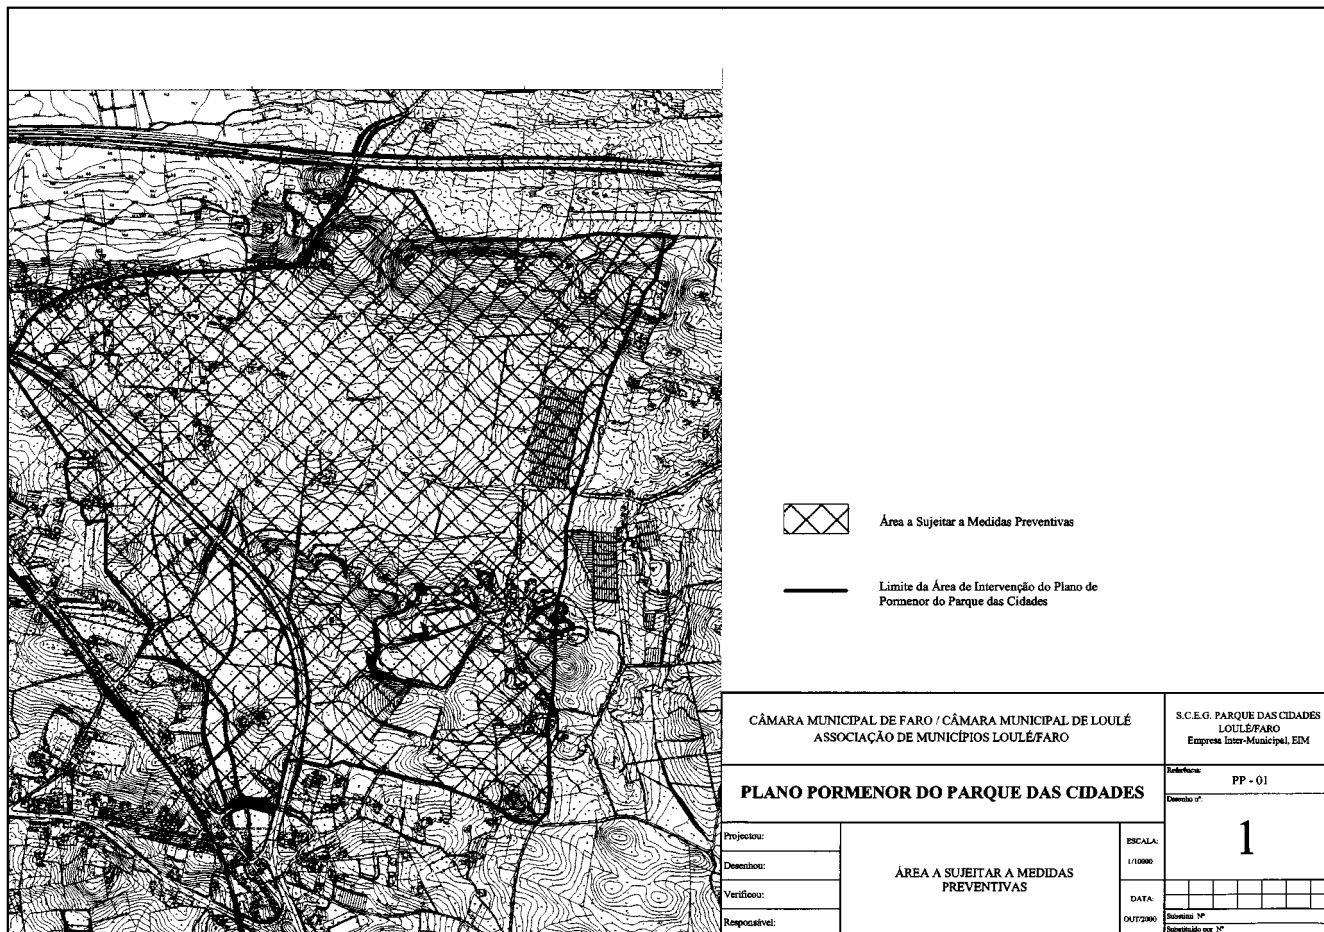 Área a Sujeitar a Medidas Preventivas
Limite da Área de Intervenção do Plano de
Pormenor do Parque das Cidades
CÂMARA MUNICIPAL DE FARO / CÂMARA MUNICIPAL DE LOULÉ
ASSOCIAÇÃO DE MUNICÍPIOS LOULÉ/FARO
S.C.E.G. PARQUE DAS CIDADES
LOULÉ/FARO
Empresa Inter-Municipal, EIM
PLANO PORMENOR DO PARQUE DAS CIDADES
Referência:
PP - 01
Desenho nº:
1
Projectou:
Desenhou:
Verificou:
Responsável:
ÁREA A SUJEITAR A MEDIDAS
PREVENTIVAS
ESCALA:
1/10000
DATA:
OUT/2000
Substitui Nº
Substituido por Nº